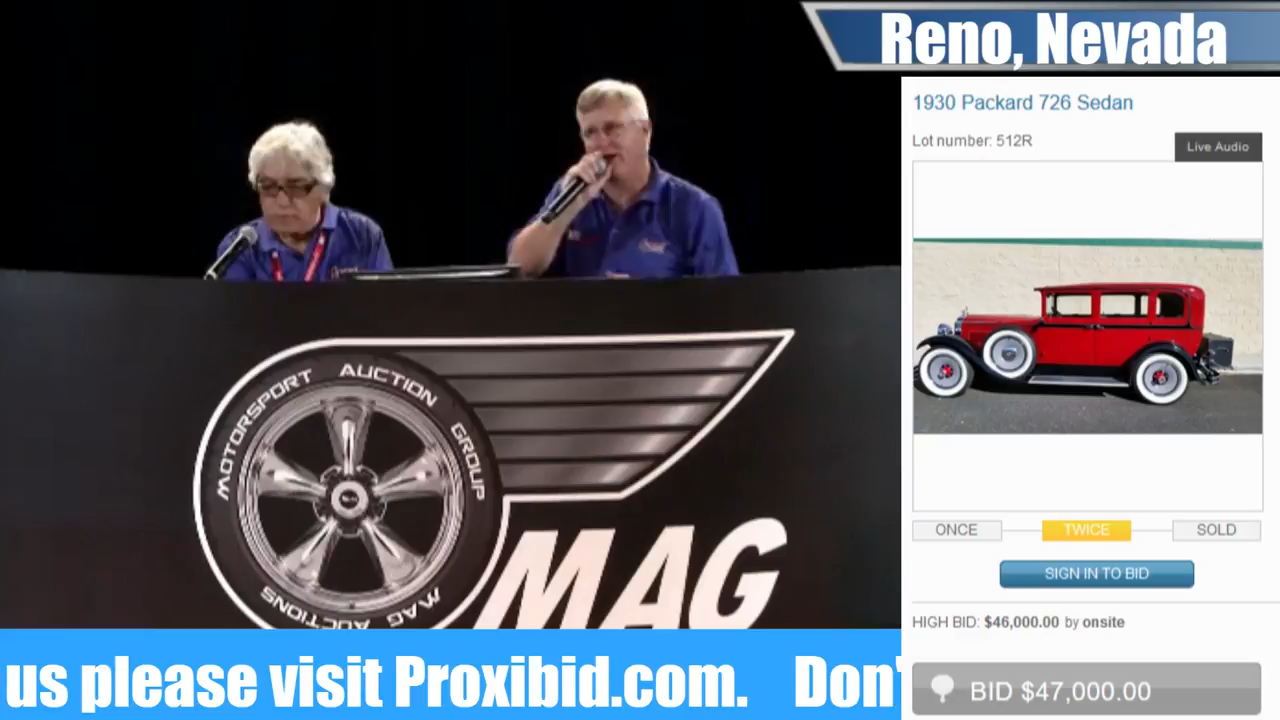 Reno, Nevada
1930 Packard 726 Sedan
Lot number: 512R
Live Audio
MOTORSPORT AUCTION GROUP
MAG AUCTIONS
MAG
ONCE
TWICE
SOLD
SIGN IN TO BID
HIGH BID: $46,000.00 by onsite
BID $47,000.00
us please visit Proxibid.com. Don'